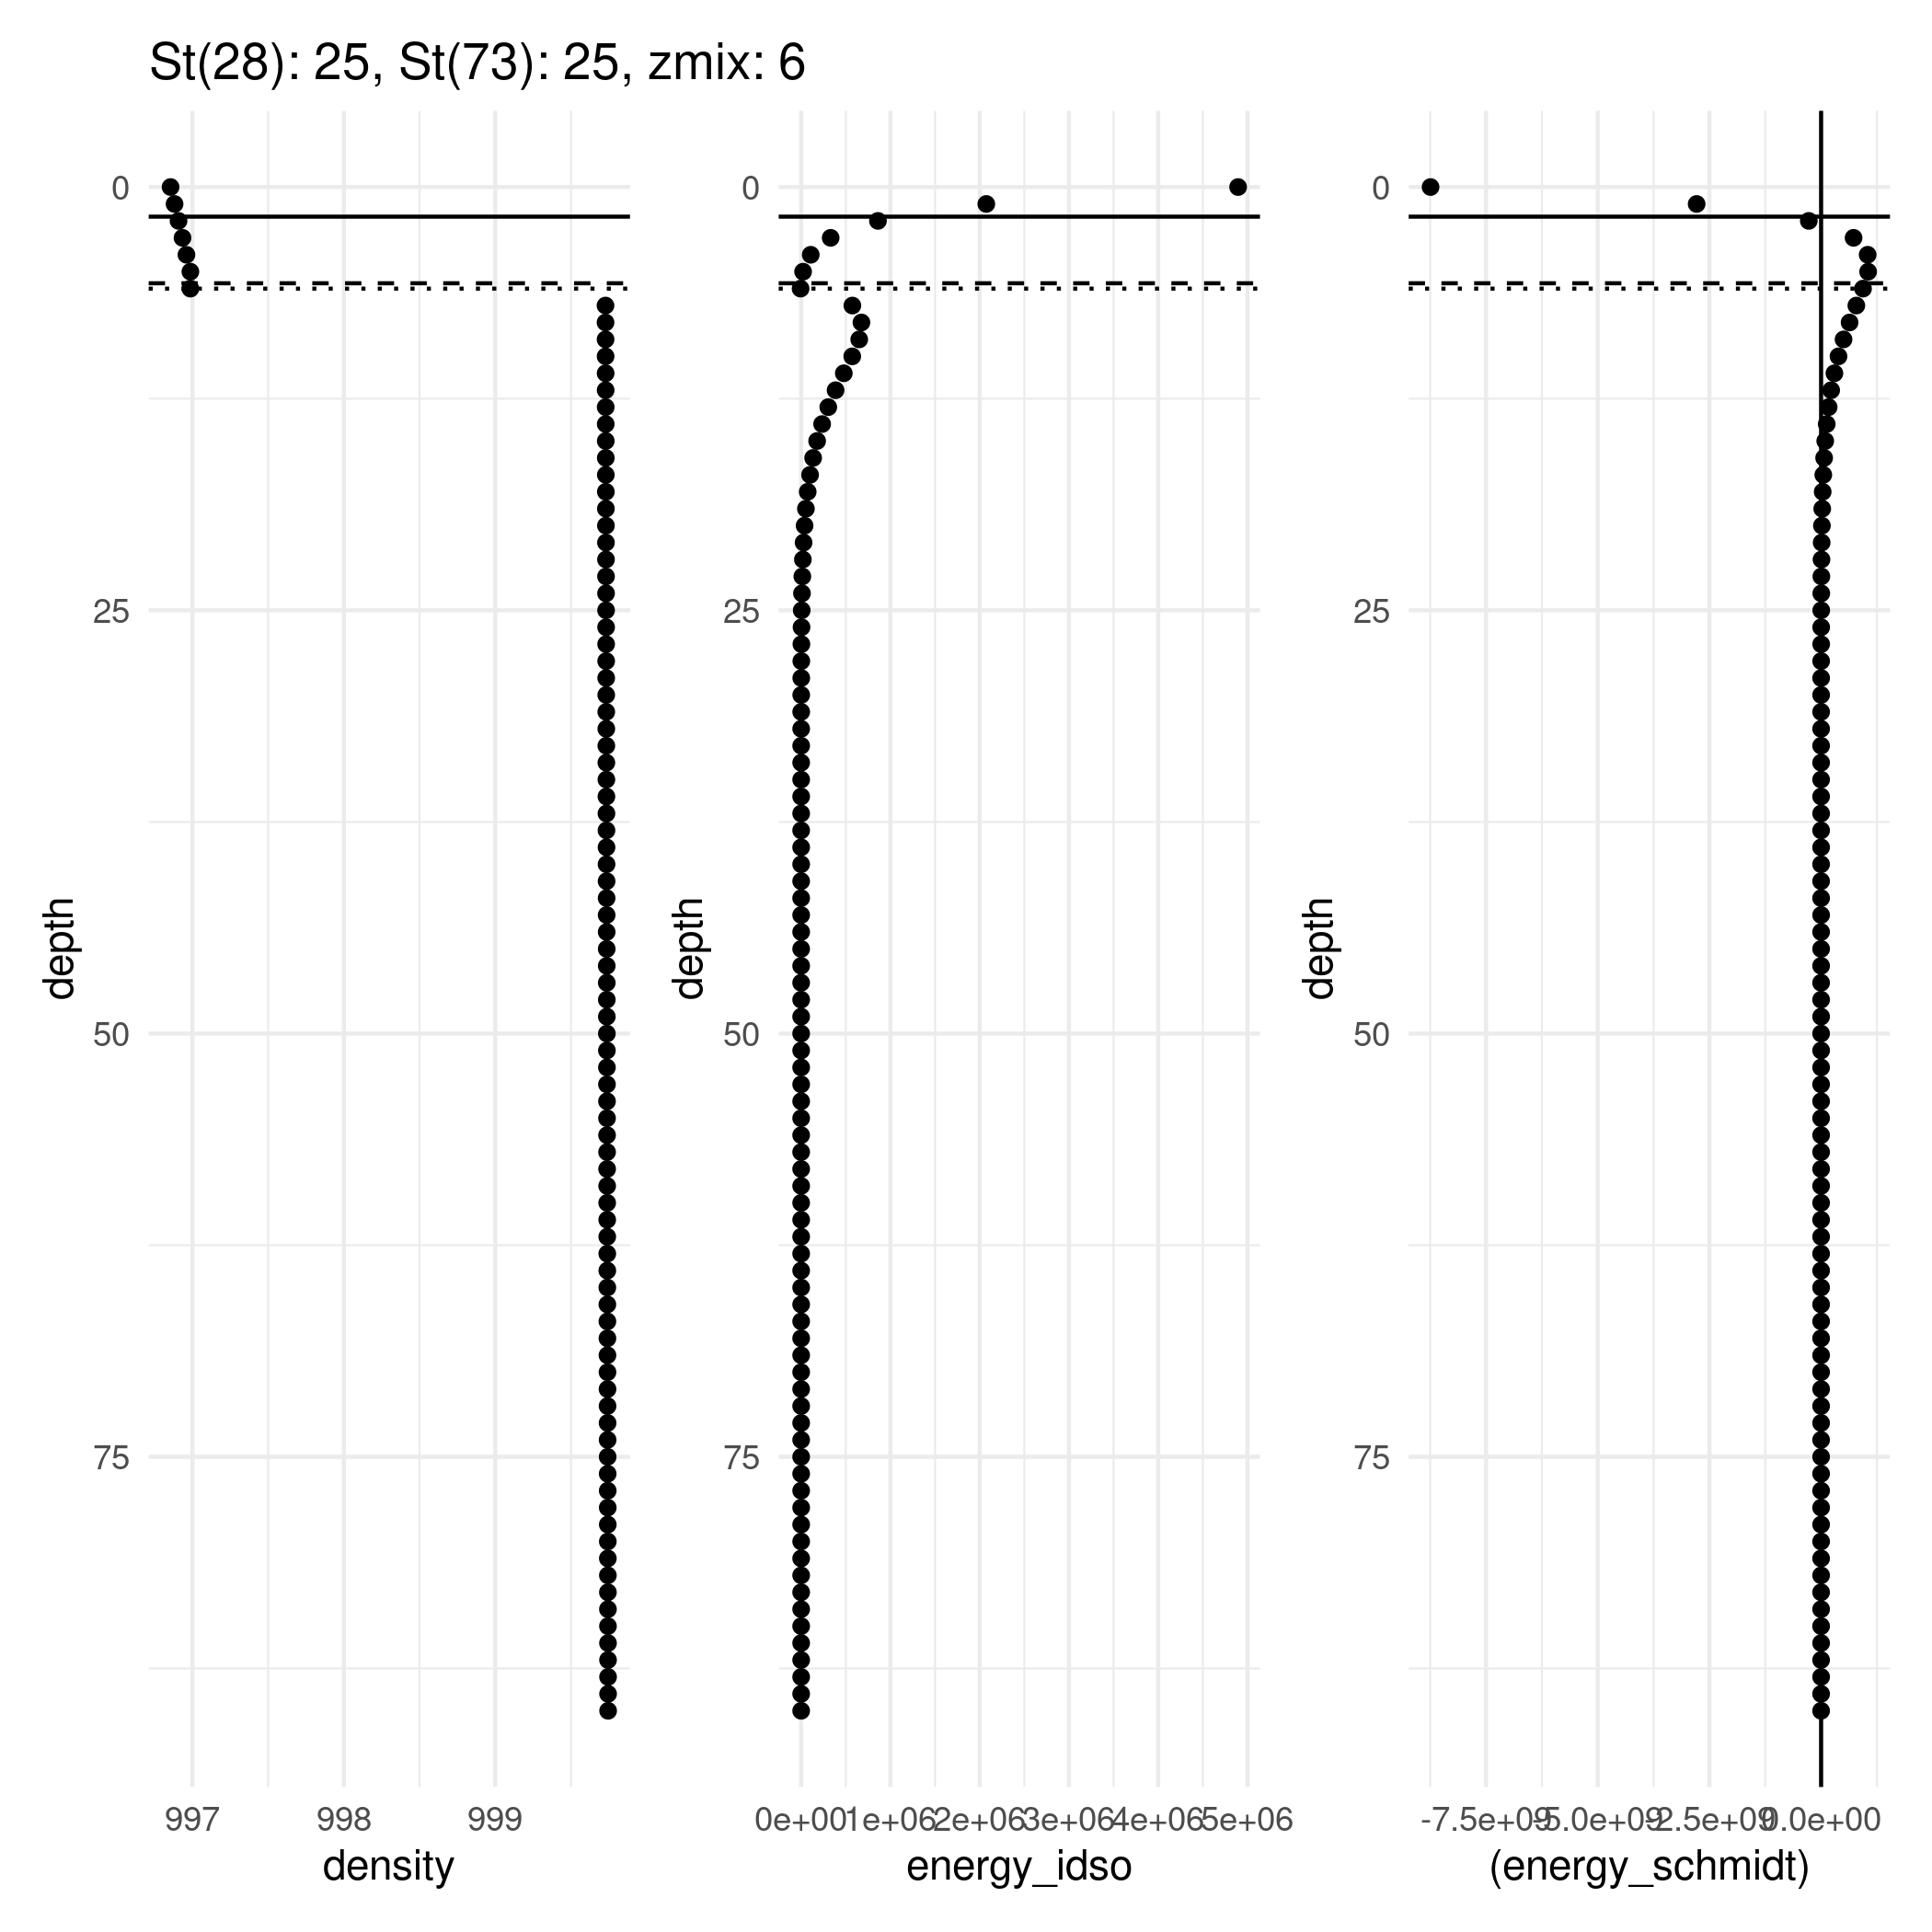 St(28): 25, St(73): 25, zmix: 6
0
25
50
75
depth
997 998 999
density
0
25
50
75
depth
0e+00 1e+06 2e+06 3e+06 4e+06 5e+06
energy_idso
0
25
50
75
depth
-7.5e+09 -5.0e+09 -2.5e+09 0.0e+00
(energy_schmidt)